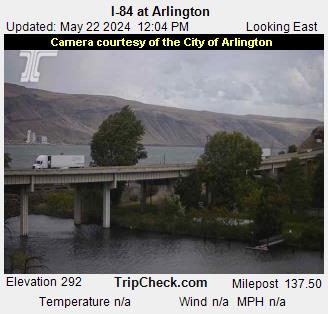 I-84 at Arlington
Updated: May 22 2024 12:04 PM Looking East
Camera courtesy of the City of Arlington
Elevation 292 TripCheck.com Milepost 137.50
Temperature n/a Wind n/a MPH n/a